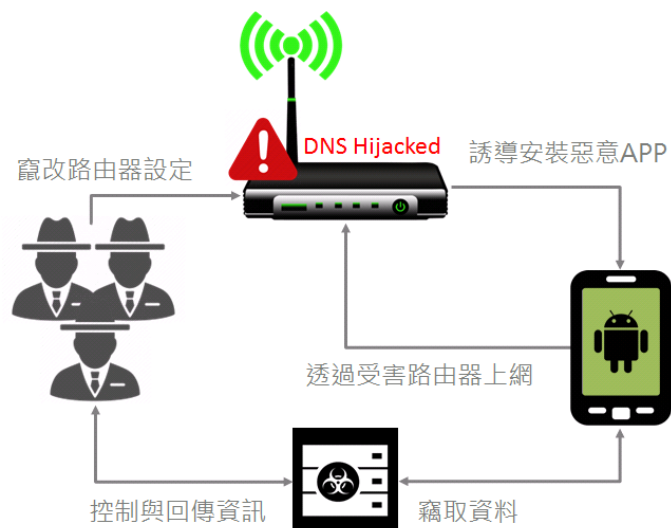 DNS Hijacked
誘導安裝惡意APP
竄改路由器設定
透過受害路由器上網
控制與回傳資訊
竊取資料